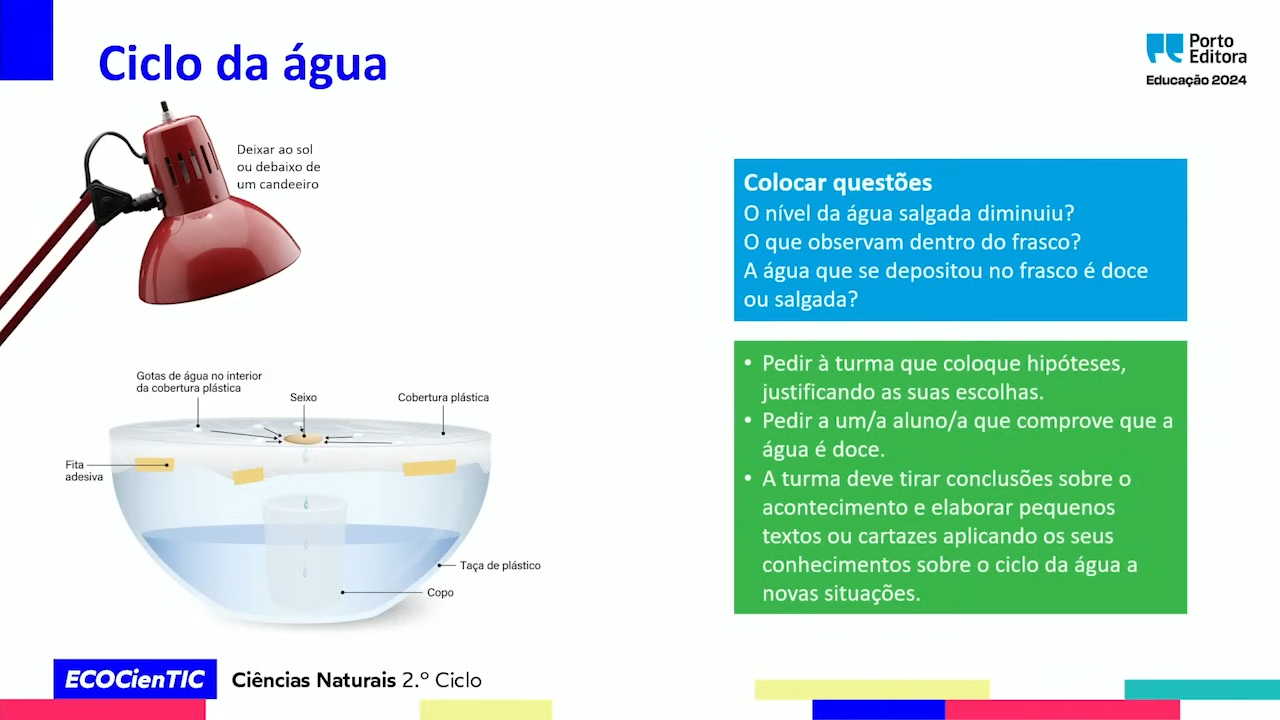 Ciclo da água
Porto
Editora
Educação 2024
Deixar ao sol
ou debaixo de
um candeeiro
Colocar questões
O nível da água salgada diminuiu?
O que observam dentro do frasco?
A água que se depositou no frasco é doce
ou salgada?
• Pedir à turma que coloque hipóteses,
justificando as suas escolhas.
• Pedir a um/a aluno/a que comprove que a
água é doce.
• A turma deve tirar conclusões sobre o
acontecimento e elaborar pequenos
textos ou cartazes aplicando os seus
conhecimentos sobre o ciclo da água a
novas situações.
Gotas de água no interior
da cobertura plástica
Seixo
Cobertura plástica
Fita
adesiva
Taça de plástico
Copo
ECOCienTIC
Ciências Naturais 2.º Ciclo